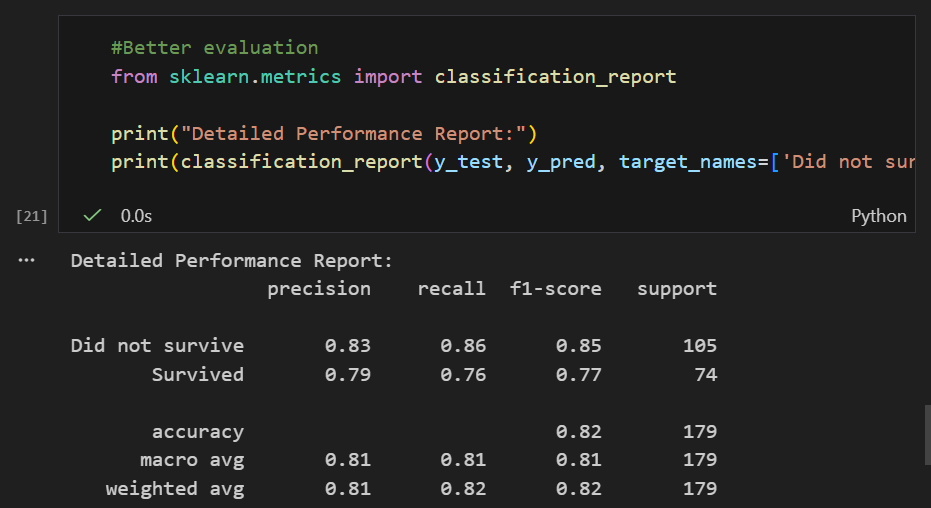 #Better evaluation
from sklearn.metrics import classification_report
print("Detailed Performance Report:")
print(classification_report(y_test, y_pred, target_names=['Did not sur
[21] 0.0s Python
... Detailed Performance Report:
precision recall f1-score support
Did not survive 0.83 0.86 0.85 105
Survived 0.79 0.76 0.77 74
accuracy 0.82 179
macro avg 0.81 0.81 0.81 179
weighted avg 0.81 0.82 0.82 179